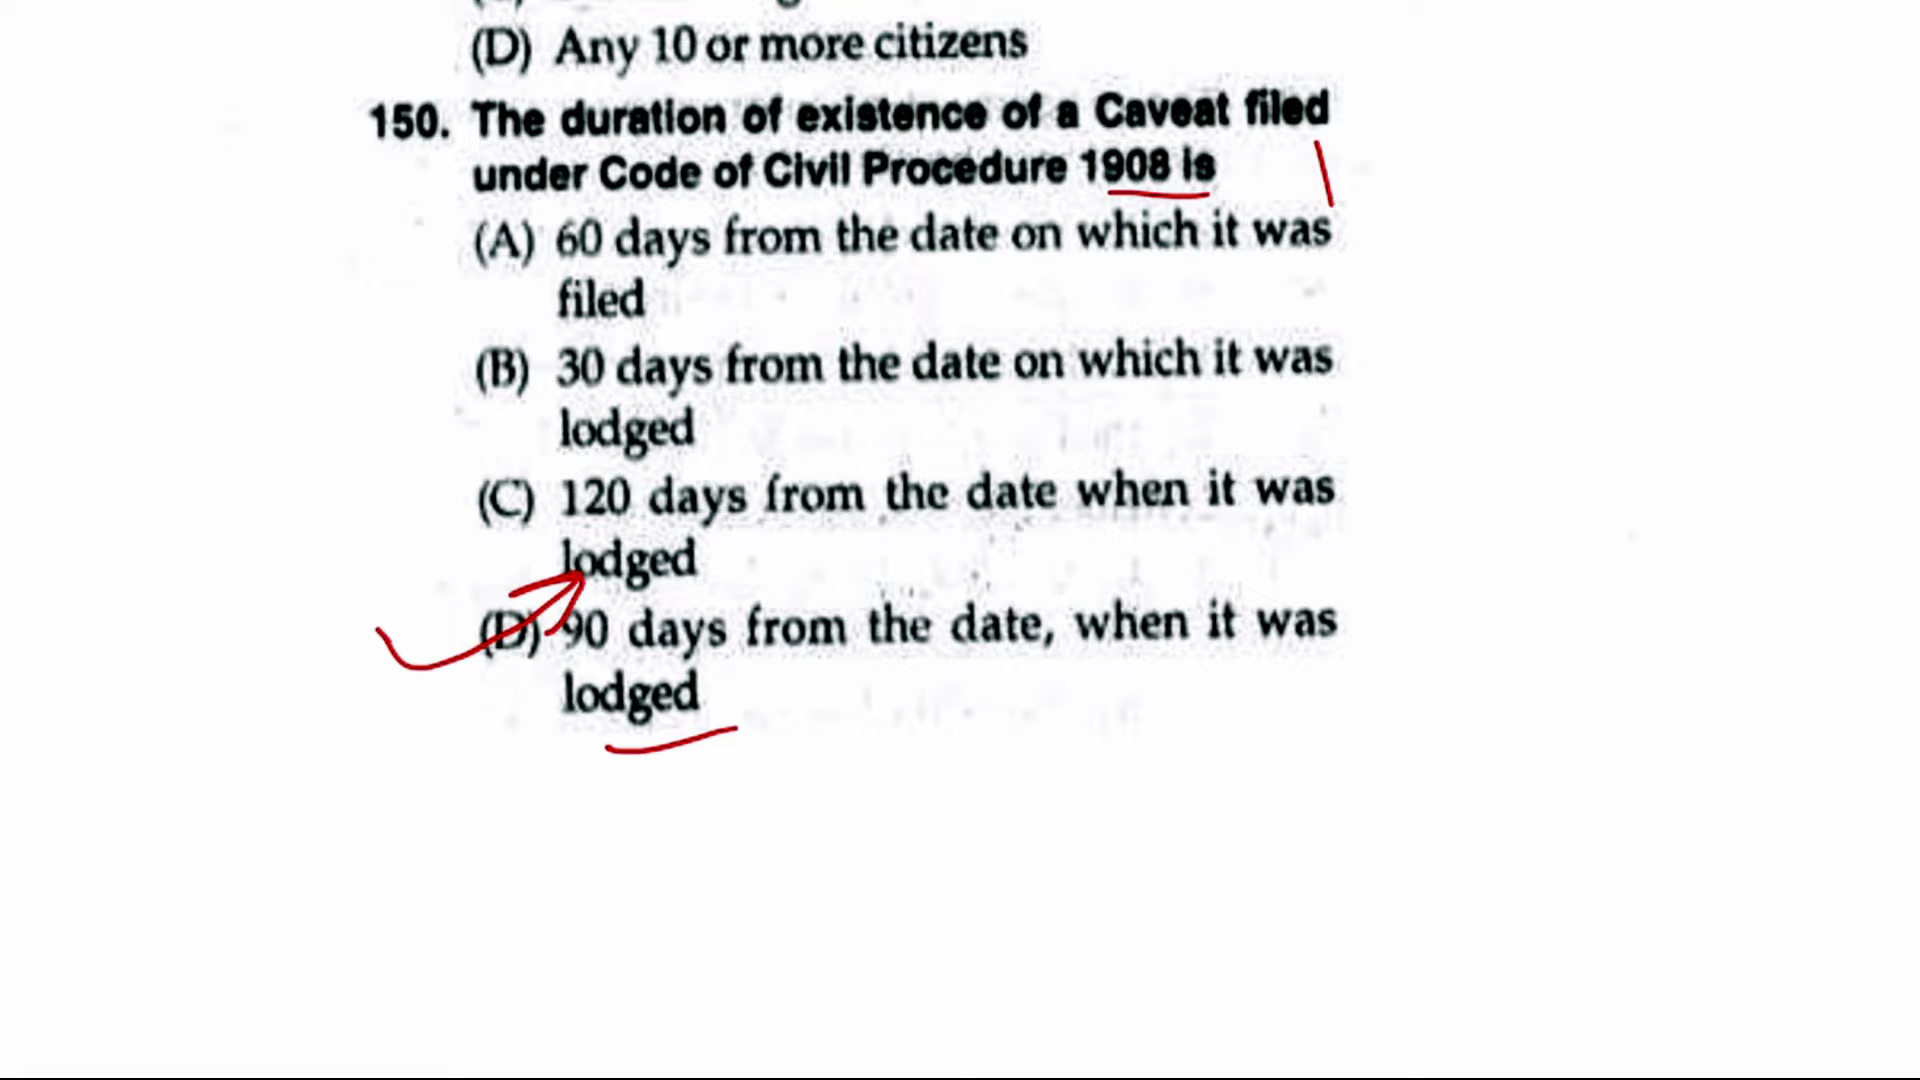 (D) Any 10 or more citizens
150. The duration of existence of a Caveat filed
under Code of Civil Procedure 1908 is
(A) 60 days from the date on which it was
filed
(B) 30 days from the date on which it was
lodged
(C) 120 days from the date when it was
lodged
(D) 90 days from the date, when it was
lodged